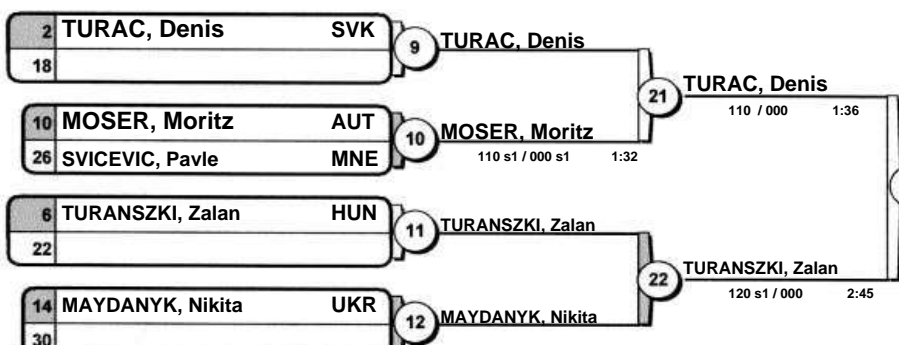 2 TURAC, Denis SVK
18
9 TURAC, Denis
10 MOSER, Moritz AUT
26 SVICEVIC, Pavle MNE
10 MOSER, Moritz
110 s1 / 000 s1 1:32
21 TURAC, Denis
110 / 000 1:36
6 TURANSZKI, Zalan HUN
22
11 TURANSZKI, Zalan
14 MAYDANYK, Nikita UKR
30
12 MAYDANYK, Nikita
22 TURANSZKI, Zalan
120 s1 / 000 2:45